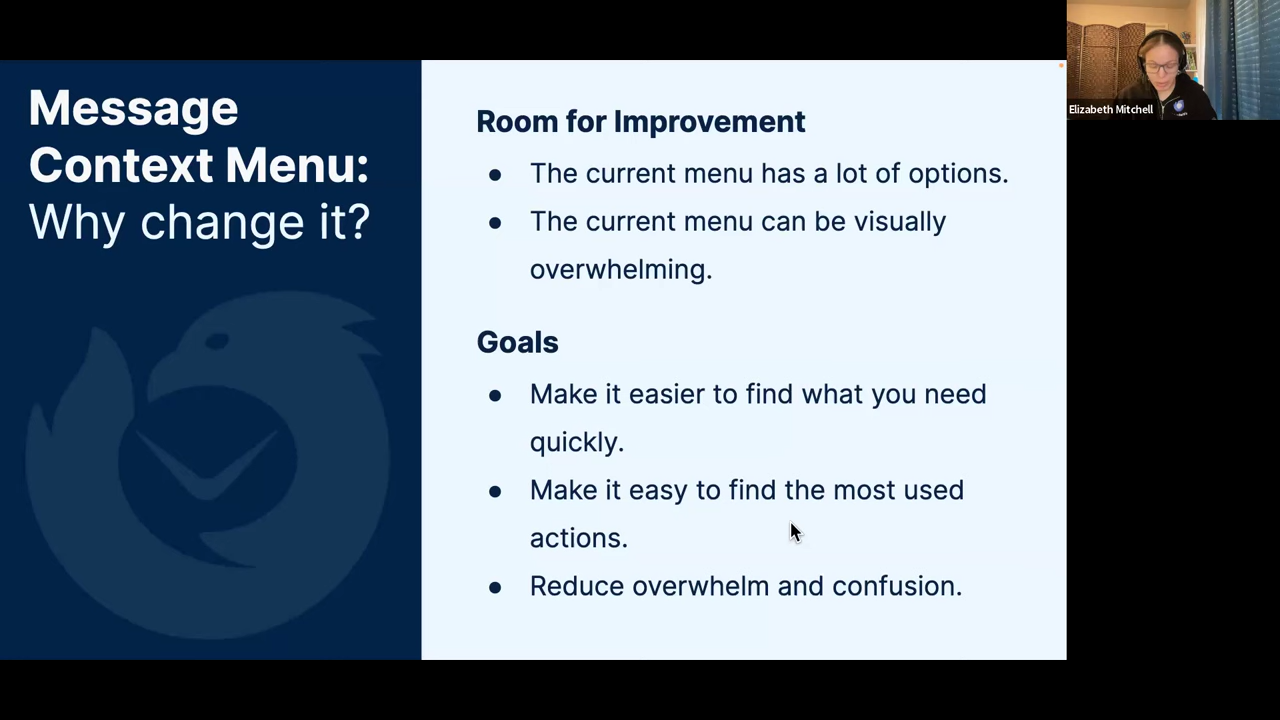 Message
Context Menu:
Why change it?
Room for Improvement
● The current menu has a lot of options.
● The current menu can be visually
overwhelming.
Goals
● Make it easier to find what you need
quickly.
● Make it easy to find the most used
actions.
● Reduce overwhelm and confusion.
Elizabeth Mitchell